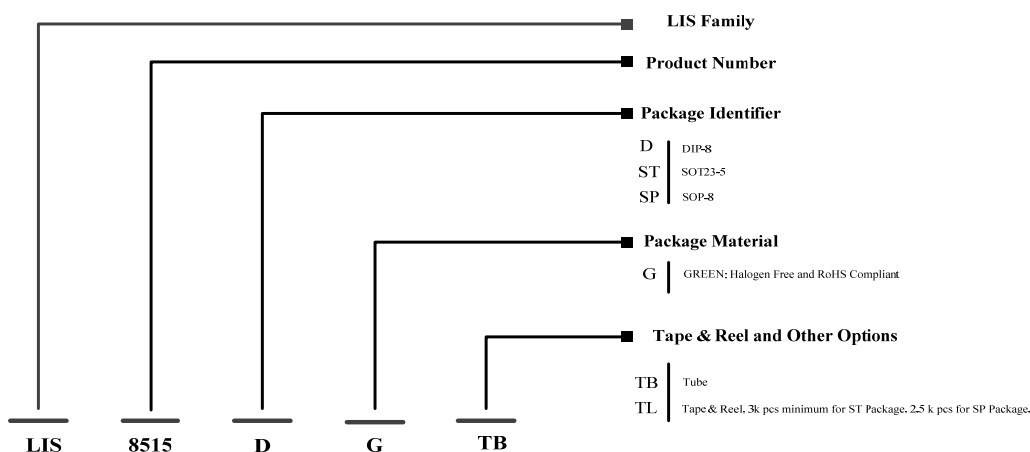 LIS Family
Product Number
Package Identifier
D DIP-8
ST SOT23-5
SP SOP-8
Package Material
G GREEN: Halogen Free and RoHS Compliant
Tape & Reel and Other Options
TB Tube
TL Tape & Reel, 3k pcs minimum for ST Package. 2.5 k pcs for SP Package.
LIS 8515 D G TB